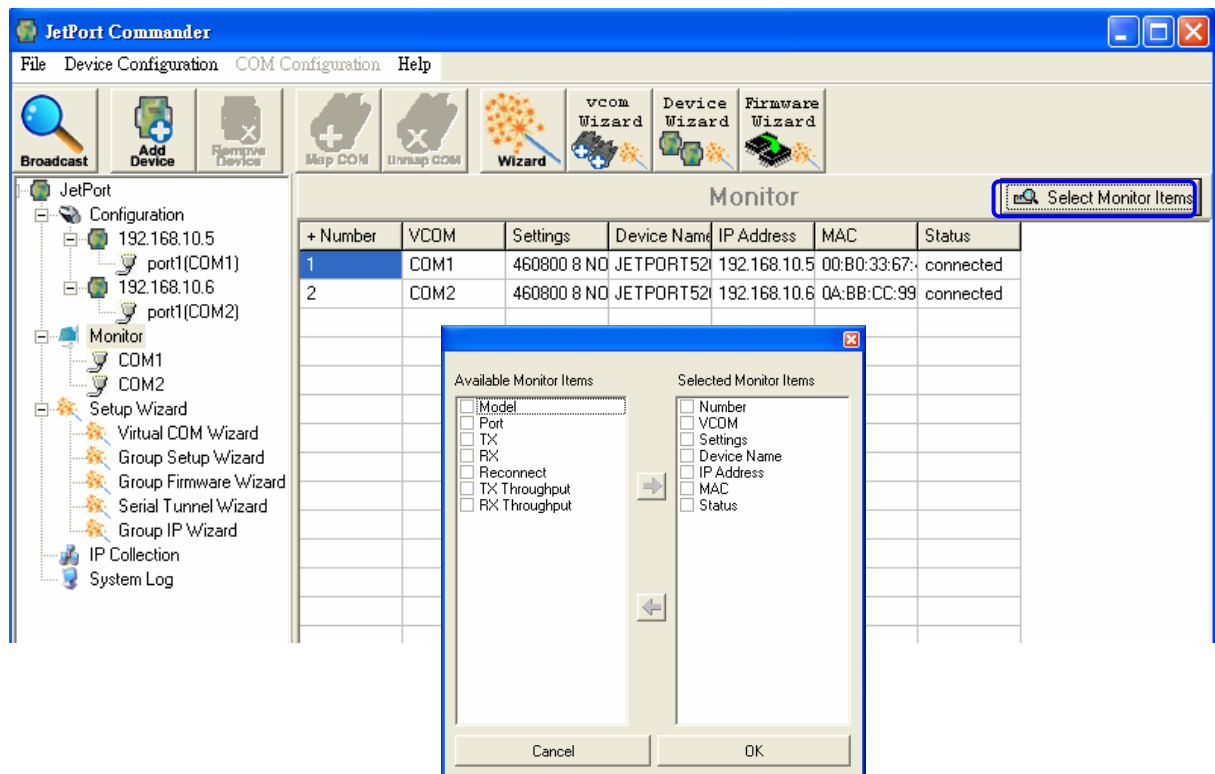 JetPort Commander
File Device Configuration COM Configuration Help
Broadcast
Add Device
Remove Device
Map COM
Unmap COM
Wizard
vcom Wizard
Device Wizard
Firmware Wizard
JetPort
Configuration
192.168.10.5
port1(COM1)
192.168.10.6
port1(COM2)
Monitor
COM1
COM2
Setup Wizard
Virtual COM Wizard
Group Setup Wizard
Group Firmware Wizard
Serial Tunnel Wizard
Group IP Wizard
IP Collection
System Log
Monitor
Select Monitor Items
+ Number VCOM Settings Device Name IP Address MAC Status
1 COM1 460800 8 NO JETPORT52 192.168.10.5 00:B0:33:67: connected
2 COM2 460800 8 NO JETPORT52 192.168.10.6 0A:BB:CC:99 connected
Available Monitor Items
Model
Port
TX
RX
Reconnect
TX Throughput
RX Throughput
Selected Monitor Items
Number
VCOM
Settings
Device Name
IP Address
MAC
Status
Cancel
OK